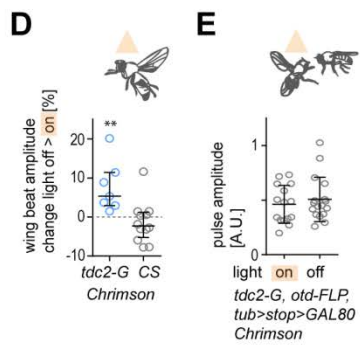 D
wing beat amplitude
change light off > on [%]
**
20
10
0
-10
tdc2-G CS
Chrimson
E
pulse amplitude
[A.U.]
1
0
light on off
tdc2-G, otd-FLP,
tub>stop>GAL80
Chrimson